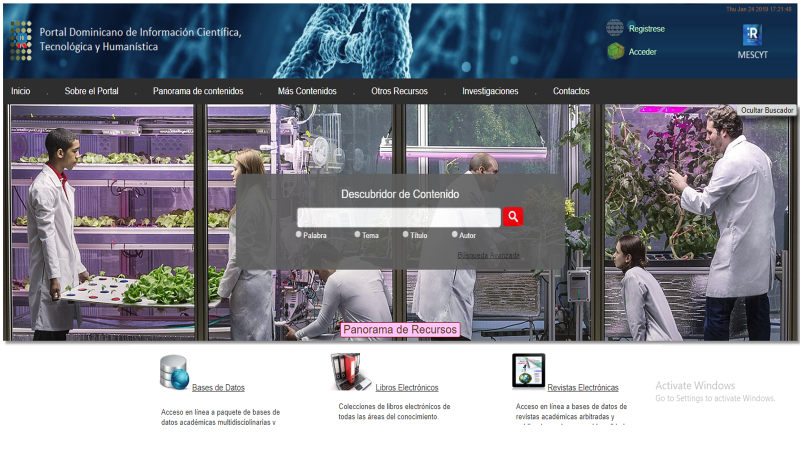 Thu Jan 24 2019 17:21:40
Portal Dominicano de Información Científica,
Tecnológica y Humanística
Registrese
Acceder
MESCYT
Inicio . Sobre el Portal . Panorama de contenidos . Más Contenidos . Otros Recursos . Investigaciones . Contactos
Ocultar Buscador
Descubridor de Contenido
Palabra Tema Título Autor
Búsqueda Avanzada
Panorama de Recursos
Bases de Datos
Acceso en línea a paquete de bases de
datos académicas multidisciplinarias y
Libros Electrónicos
Colecciones de libros electrónicos de
todas las áreas del conocimiento.
Revistas Electrónicas
Acceso en línea a bases de datos de
revistas académicas arbitradas y
Activate Windows
Go to Settings to activate Windows.